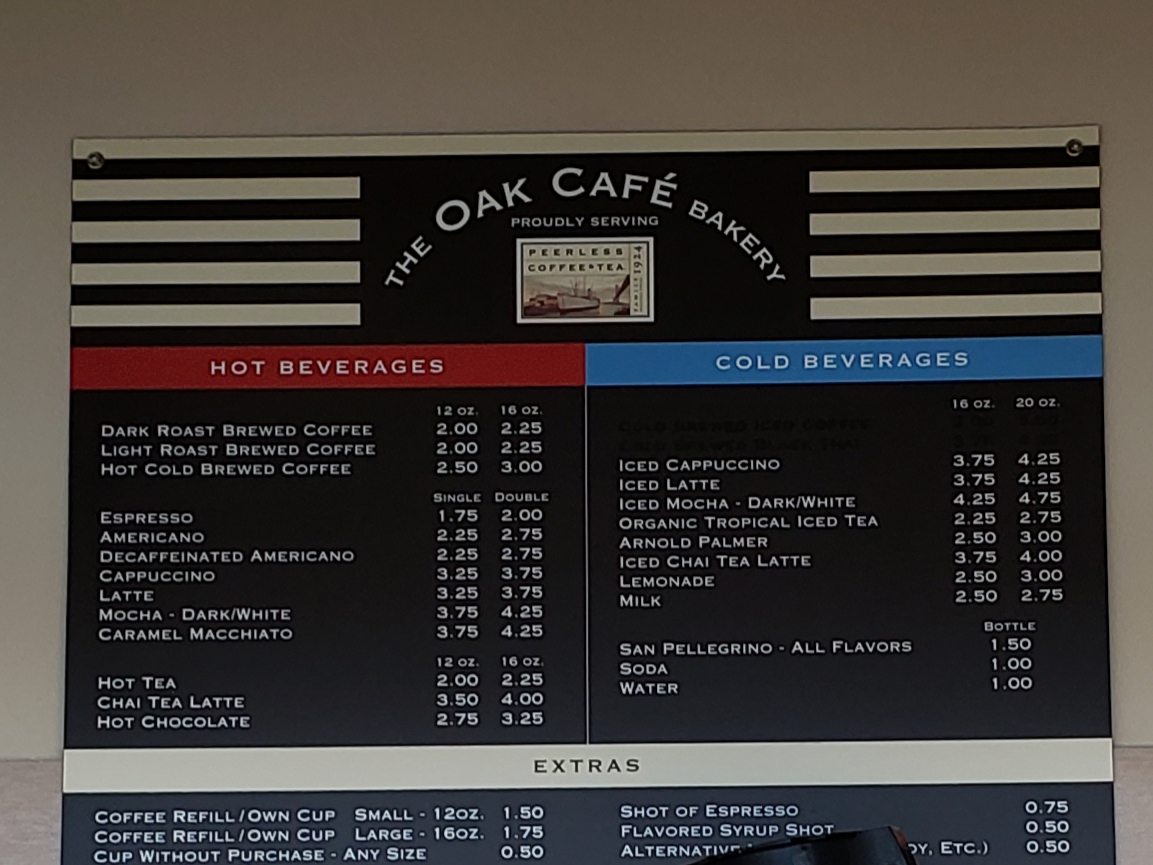 THE OAK CAFÉ BAKERY
PROUDLY SERVING
PEERLESS
COFFEE & TEA
FAMILY 1924
HOT BEVERAGES
12 OZ. 16 OZ.
DARK ROAST BREWED COFFEE 2.00 2.25
LIGHT ROAST BREWED COFFEE 2.00 2.25
HOT COLD BREWED COFFEE 2.50 3.00
SINGLE DOUBLE
ESPRESSO 1.75 2.00
AMERICANO 2.25 2.75
DECAFFEINATED AMERICANO 2.25 2.75
CAPPUCCINO 3.25 3.75
LATTE 3.25 3.75
MOCHA - DARK/WHITE 3.75 4.25
CARAMEL MACCHIATO 3.75 4.25
12 OZ. 16 OZ.
HOT TEA 2.00 2.25
CHAI TEA LATTE 3.50 4.00
HOT CHOCOLATE 2.75 3.25
COLD BEVERAGES
16 OZ. 20 OZ.
COLD BREWED ICED COFFEE
COLD BREWED BLACK THAI
ICED CAPPUCCINO 3.75 4.25
ICED LATTE 3.75 4.25
ICED MOCHA - DARK/WHITE 4.25 4.75
ORGANIC TROPICAL ICED TEA 2.25 2.75
ARNOLD PALMER 2.50 3.00
ICED CHAI TEA LATTE 3.75 4.00
LEMONADE 2.50 3.00
MILK 2.50 2.75
BOTTLE
SAN PELLEGRINO - ALL FLAVORS 1.50
SODA 1.00
WATER 1.00
EXTRAS
COFFEE REFILL/OWN CUP SMALL - 12OZ. 1.50
COFFEE REFILL/OWN CUP LARGE - 16OZ. 1.75
CUP WITHOUT PURCHASE - ANY SIZE 0.50
SHOT OF ESPRESSO 0.75
FLAVORED SYRUP SHOT 0.50
ALTERNATIVE ETC.) 0.50